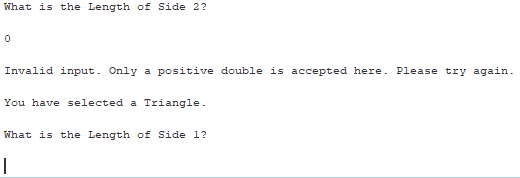 What is the Length of Side 2?
0
Invalid input. Only a positive double is accepted here. Please try again.
You have selected a Triangle.
What is the Length of Side 1?